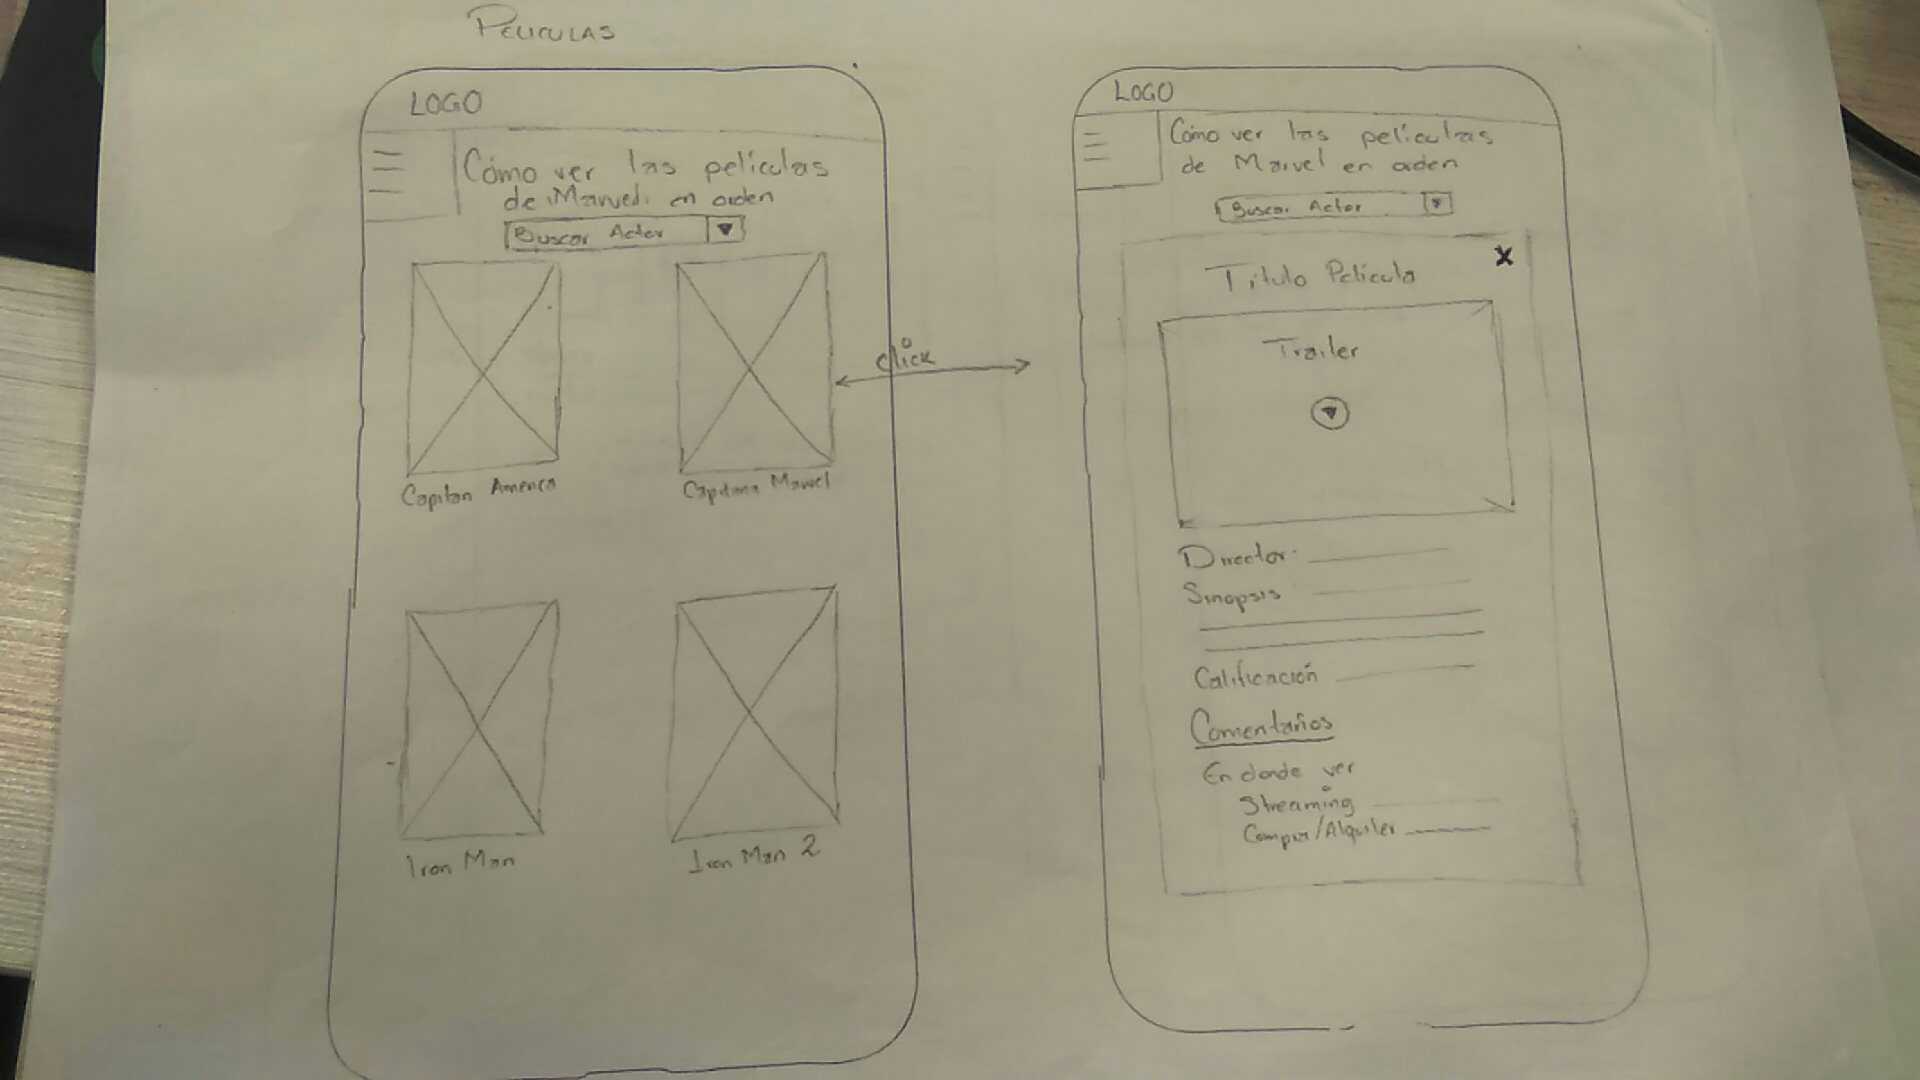 PELICULAS
LOGO
Cómo ver las películas
de Marvel en orden
Buscar Actor
Capitan America
Capitana Marvel
Iron Man
Iron Man 2
click
LOGO
Cómo ver las películas
de Marvel en orden
Buscar Actor
X
Titulo Pelicula
Trailer
Director:
Sinopsis
Calificación
Comentarios
En donde ver
Streaming
Compra/Alquiler